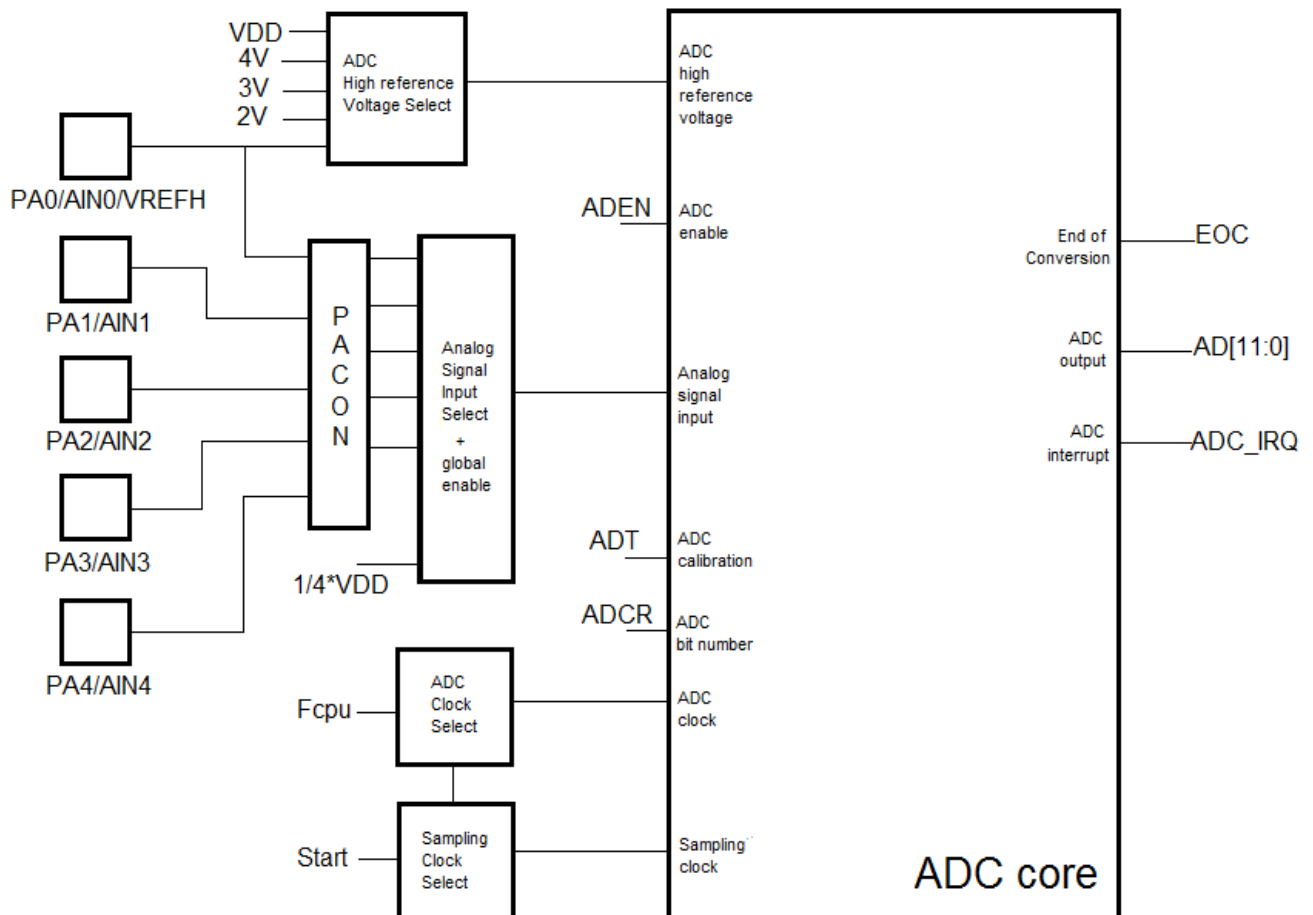 VDD
4V
3V
2V
ADC
High reference
Voltage Select
ADC
high
reference
voltage
PA0/AIN0/VREFH
PA1/AIN1
PA2/AIN2
PA3/AIN3
PA4/AIN4
P
A
C
O
N
Analog
Signal
Input
Select
+
global
enable
1/4*VDD
ADEN
ADC
enable
Analog
signal
input
ADT
ADC
calibration
ADCR
ADC
bit number
Fcpu
ADC
Clock
Select
ADC
clock
Start
Sampling
Clock
Select
Sampling
clock
End of
Conversion
EOC
ADC
output
AD[11:0]
ADC
interrupt
ADC_IRQ
ADC core